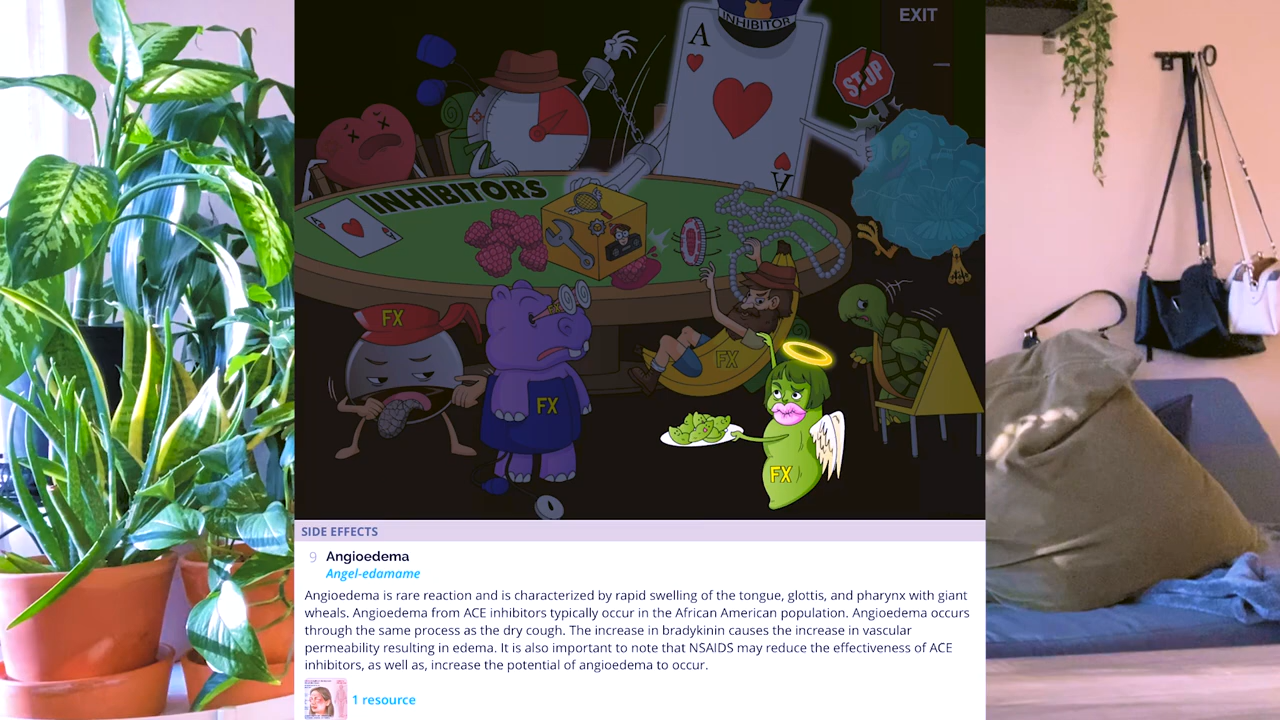 EXIT
INHIBITOR
A
STOP
A
INHIBITORS
A
FX
FX
FX
FX
FX
SIDE EFFECTS
9 Angioedema
Angel-edamame
Angioedema is rare reaction and is characterized by rapid swelling of the tongue, glottis, and pharynx with giant
wheals. Angioedema from ACE inhibitors typically occur in the African American population. Angioedema occurs
through the same process as the dry cough. The increase in bradykinin causes the increase in vascular
permeability resulting in edema. It is also important to note that NSAIDS may reduce the effectiveness of ACE
inhibitors, as well as, increase the potential of angioedema to occur.
1 resource